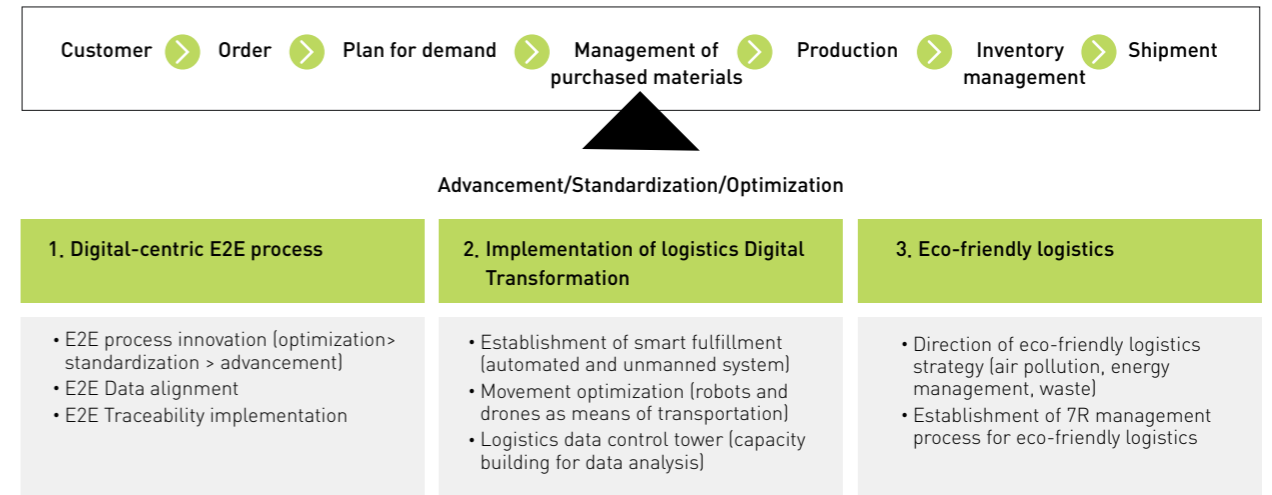 Customer Order Plan for demand Management of Production Inventory Shipment
purchased materials management
Advancement/Standardization/Optimization
1. Digital-centric E2E process
2. Implementation of logistics Digital
Transformation
3. Eco-friendly logistics
• E2E process innovation (optimization>
standardization > advancement)
• E2E Data alignment
• E2E Traceability implementation
• Establishment of smart fulfillment
(automated and unmanned system)
• Movement optimization (robots and
drones as means of transportation)
• Logistics data control tower (capacity
building for data analysis)
• Direction of eco-friendly logistics
strategy (air pollution, energy
management, waste)
• Establishment of 7R management
process for eco-friendly logistics